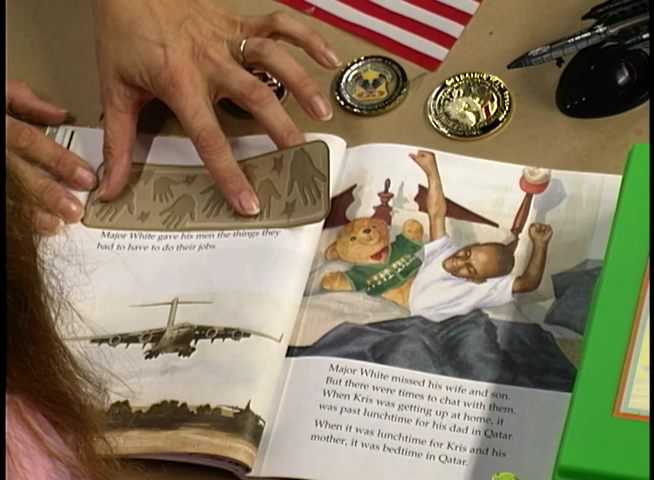 Major White gave his men the things they
had to have to do their jobs.
Major White missed his wife and son.
But there were times to chat with them.
When Kris was getting up at home, it
was past lunchtime for his dad in Qatar.
When it was lunchtime for Kris and his
mother, it was bedtime in Qatar.